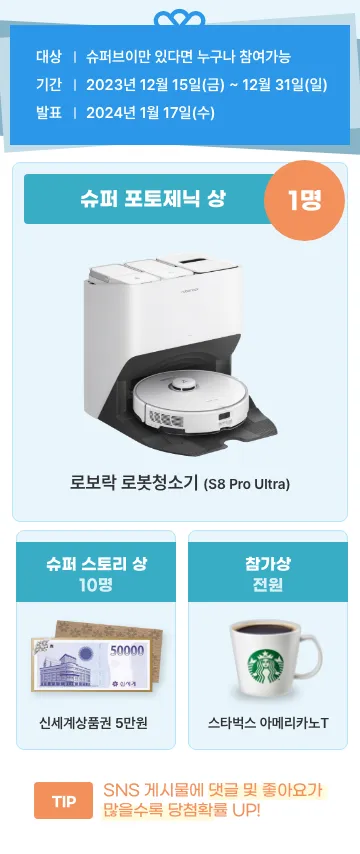 대상 | 슈퍼브이만 있다면 누구나 참여가능
기간 | 2023년 12월 15일(금) ~ 12월 31일(일)
발표 | 2024년 1월 17일(수)
슈퍼 포토제닉 상
1명
로보락 로봇청소기 (S8 Pro Ultra)
슈퍼 스토리 상
10명
50000
신세계
신세계상품권 5만원
참가상
전원
스타벅스 아메리카노T
TIP
SNS 게시물에 댓글 및 좋아요가
많을수록 당첨확률 UP!